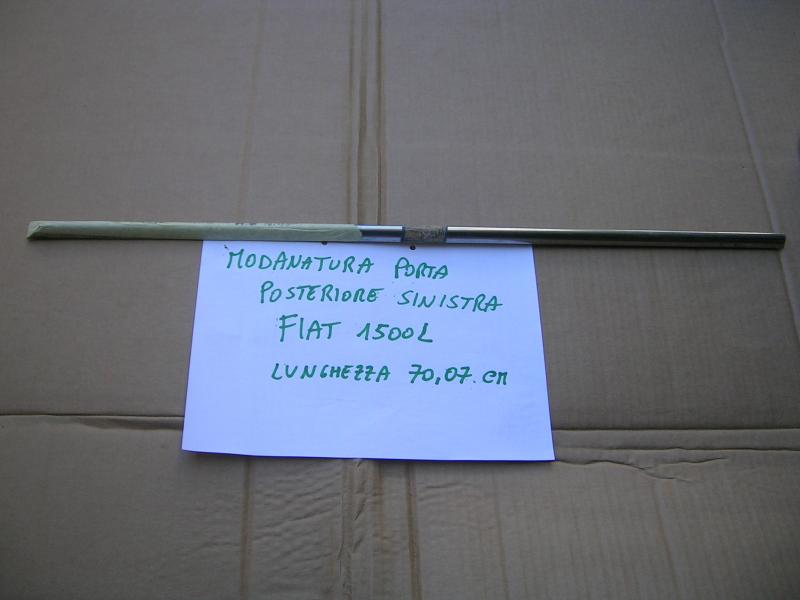 MODANATURA PORTA
POSTERIORE SINISTRA
FIAT 1500L
LUNGHEZZA 70,07 cm